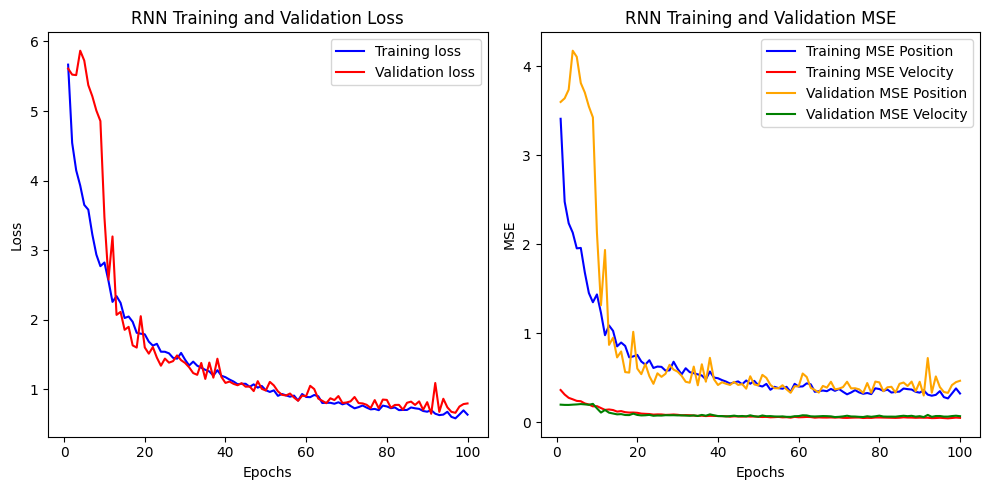 RNN Training and Validation Loss
6
5
4
3
2
1
Loss
Training loss
Validation loss
0
20
40
60
80
100
Epochs
RNN Training and Validation MSE
4
3
2
1
0
MSE
Training MSE Position
Training MSE Velocity
Validation MSE Position
Validation MSE Velocity
0
20
40
60
80
100
Epochs